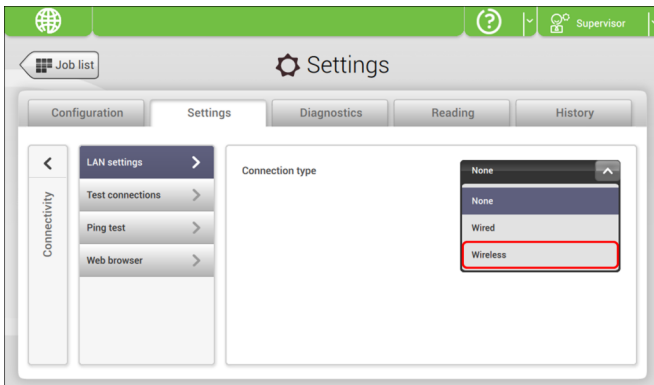 Supervisor
Job list
Settings
Configuration
Settings
Diagnostics
Reading
History
Connectivity
LAN settings
Test connections
Ping test
Web browser
Connection type
None
None
Wired
Wireless